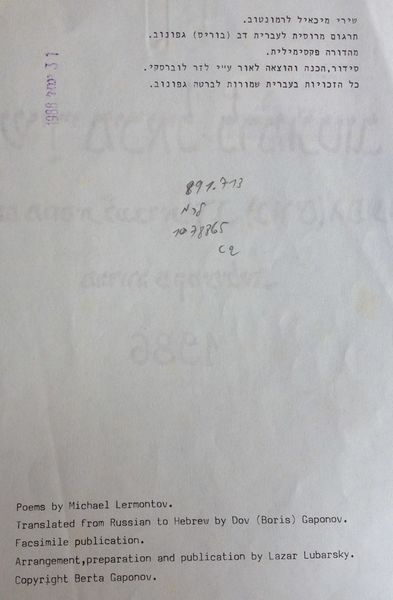 שירי מיכאיל לרמונטוב.
תרגום מרוסית לעברית דב (בוריס) גפונוב.
מהדורה פקסימילית.
סידור,הכנה והוצאה לאור ע״י לזר לוברסקי.
כל הזכויות בעברית שמורות לברטה גפונוב.
1988
891.713
לרמ
1078865
Poems by Michael Lermontov.
Translated from Russian to Hebrew by Dov (Boris) Gaponov.
Facsimile publication.
Arrangement,preparation and publication by Lazar Lubarsky.
Copyright Berta Gaponov.
1986